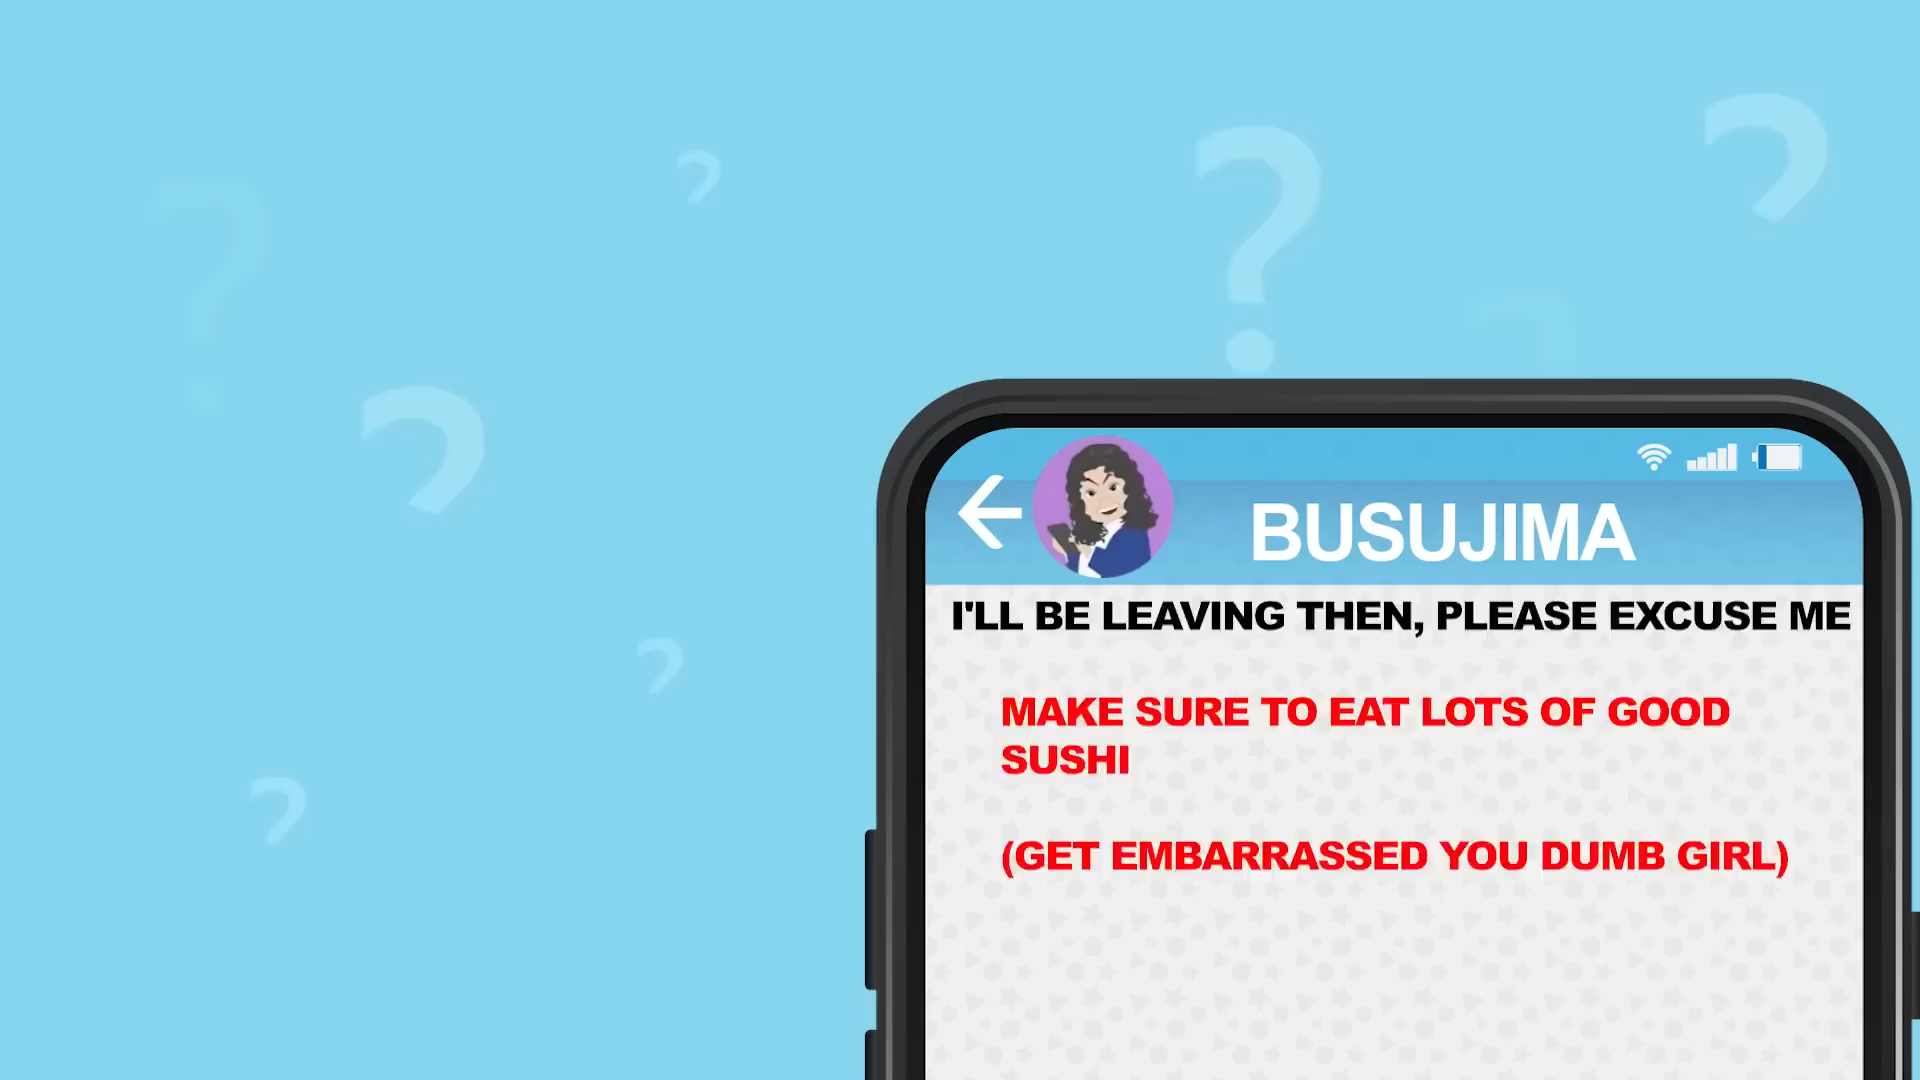 BUSUJIMA
I'LL BE LEAVING THEN, PLEASE EXCUSE ME
MAKE SURE TO EAT LOTS OF GOOD
SUSHI
(GET EMBARRASSED YOU DUMB GIRL)